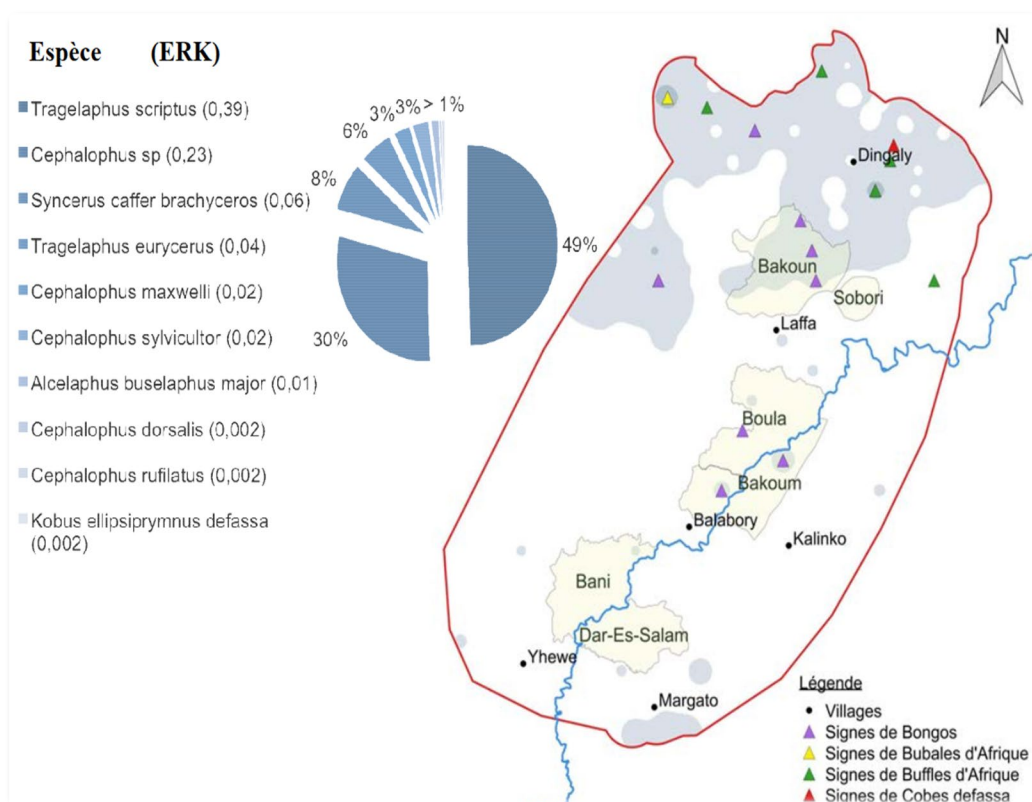 Espèce (ERK)
Tragelaphus scriptus (0,39)
Cephalophus sp (0,23)
Syncerus caffer brachyceros (0,06)
Tragelaphus eurycerus (0,04)
Cephalophus maxwelli (0,02)
Cephalophus sylvicultor (0,02)
Alcelaphus buselaphus major (0,01)
Cephalophus dorsalis (0,002)
Cephalophus rufilatus (0,002)
Kobus ellipsiprymnus defassa
(0,002)
3% 3% > 1%
6%
8%
49%
30%
N
Dingaly
Bakoun
Sobori
Laffa
Boula
Bakoum
Balabory
Kalinko
Bani
Dar-Es-Salam
Yhewe
Margato
Légende
Villages
Signes de Bongos
Signes de Bubales d'Afrique
Signes de Buffles d'Afrique
Signes de Cobes defassa